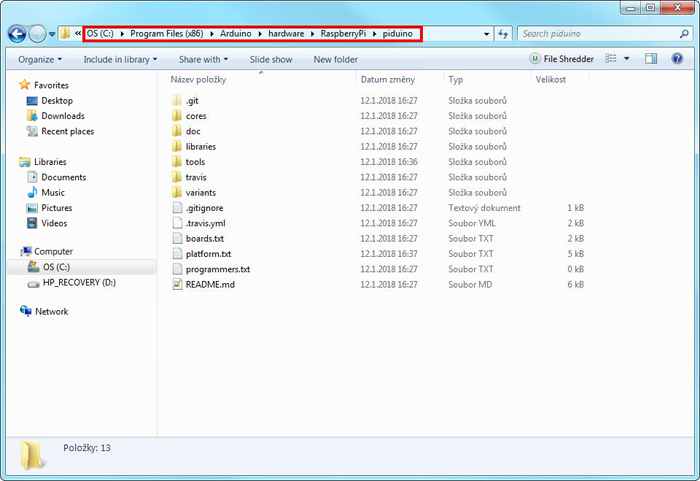 « OS (C:) Program Files (x86) Arduino hardware RaspberryPi piduino Search piduino
Organize Include in library Share with Slide show New folder File Shredder
Název položky Datum změny Typ Velikost
Favorites
Desktop
Downloads
Recent places
Libraries
Documents
Music
Pictures
Videos
Computer
OS (C:)
HP_RECOVERY (D:)
Network
.git 12.1.2018 16:27 Složka souborů
cores 12.1.2018 16:27 Složka souborů
doc 12.1.2018 16:27 Složka souborů
libraries 12.1.2018 16:27 Složka souborů
tools 12.1.2018 16:36 Složka souborů
travis 12.1.2018 16:27 Složka souborů
variants 12.1.2018 16:27 Složka souborů
.gitignore 12.1.2018 16:27 Textový dokument 1 kB
.travis.yml 12.1.2018 16:27 Soubor YML 2 kB
boards.txt 12.1.2018 16:27 Soubor TXT 2 kB
platform.txt 12.1.2018 16:37 Soubor TXT 5 kB
programmers.txt 12.1.2018 16:27 Soubor TXT 0 kB
README.md 12.1.2018 16:27 Soubor MD 6 kB
Položky: 13